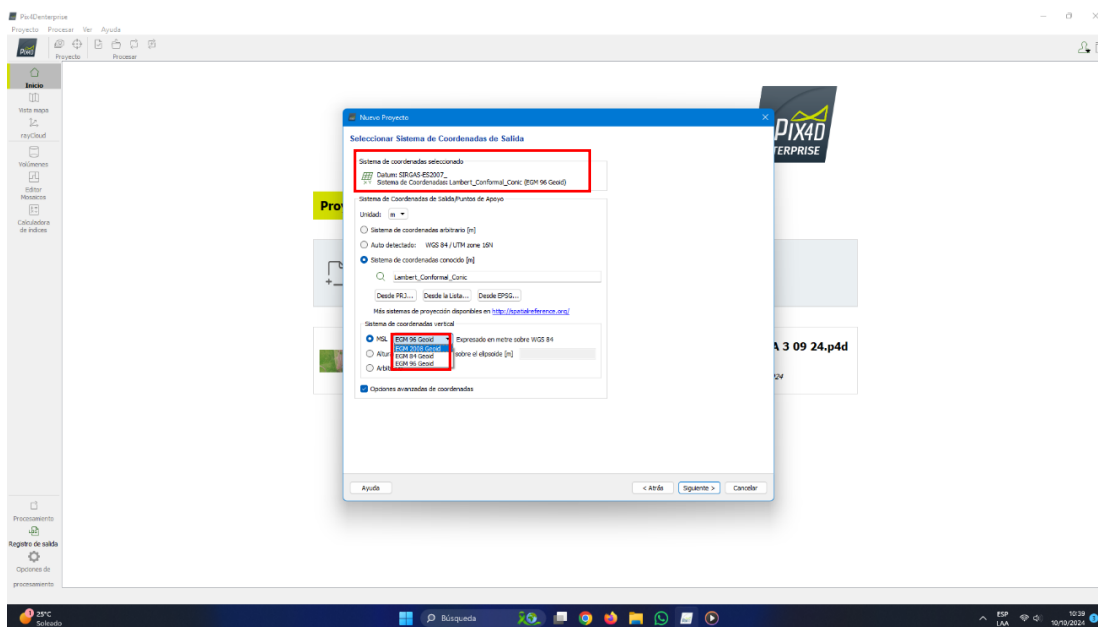 Pix4Denterprise
Proyecto Procesar Ver Ayuda
PIX4D
Proyecto
Procesar
Inicio
Vista mapa
rayCloud
Volúmenes
Editor
Mosaicos
Calculadora
de índices
Procesamiento
Registro de salida
Opciones de
procesamiento
PIX4D
TERPRISE
Pro
A 3 09 24.p4d
Nuevo Proyecto
Seleccionar Sistema de Coordenadas de Salida
Sistema de coordenadas seleccionado
Datum: SIRGAS-ES2007_
Sistema de Coordenadas: Lambert_Conformal_Conic (EGM 96 Geoid)
Sistema de Coordenadas de Salida/Puntos de Apoyo
Unidad: m
Sistema de coordenadas arbitrario [m]
Auto detectado: WGS 84 / UTM zone 16N
Sistema de coordenadas conocido [m]
Lambert_Conformal_Conic
Desde PRJ... Desde la Lista... Desde EPSG...
Más sistemas de proyección disponibles en http://spatialreference.org/
Sistema de coordenadas vertical
MSL EGM 96 Geoid Expresado en metre sobre WGS 84
EGM 2008 Geoid
Altura EGM 84 Geoid sobre el elipsoide [m]
EGM 96 Geoid
Arbit
Opciones avanzadas de coordenadas
Ayuda < Atrás Siguiente > Cancelar
25°C
Soleado
Búsqueda
ESP
LAA
10:39
10/10/2024